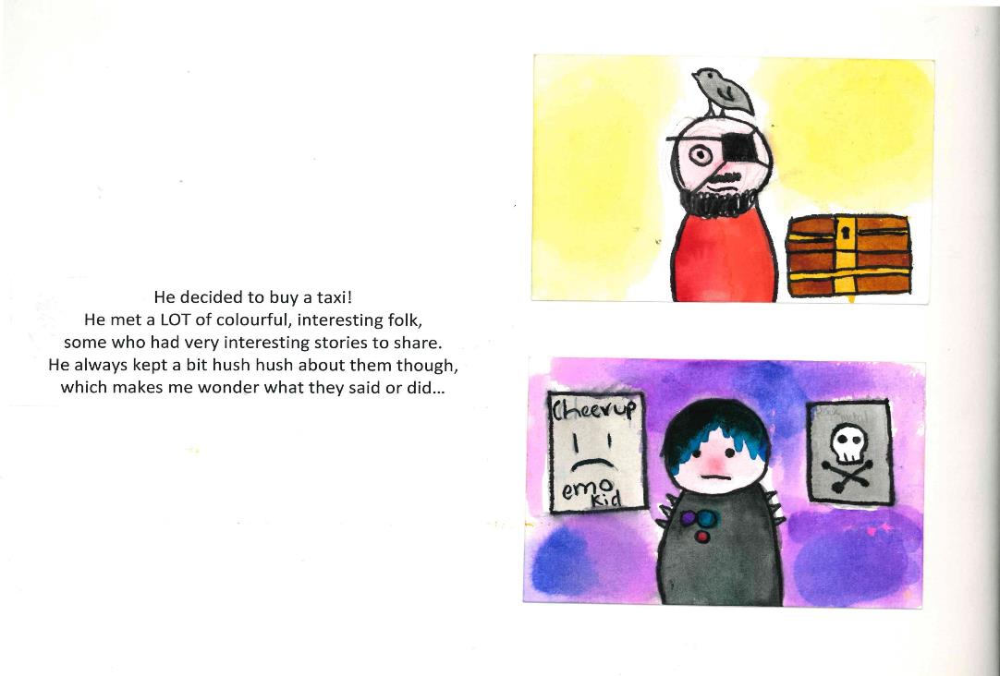 He decided to buy a taxi!
He met a LOT of colourful, interesting folk,
some who had very interesting stories to share.
He always kept a bit hush hush about them though,
which makes me wonder what they said or did...
Cheer up
emo
Kid